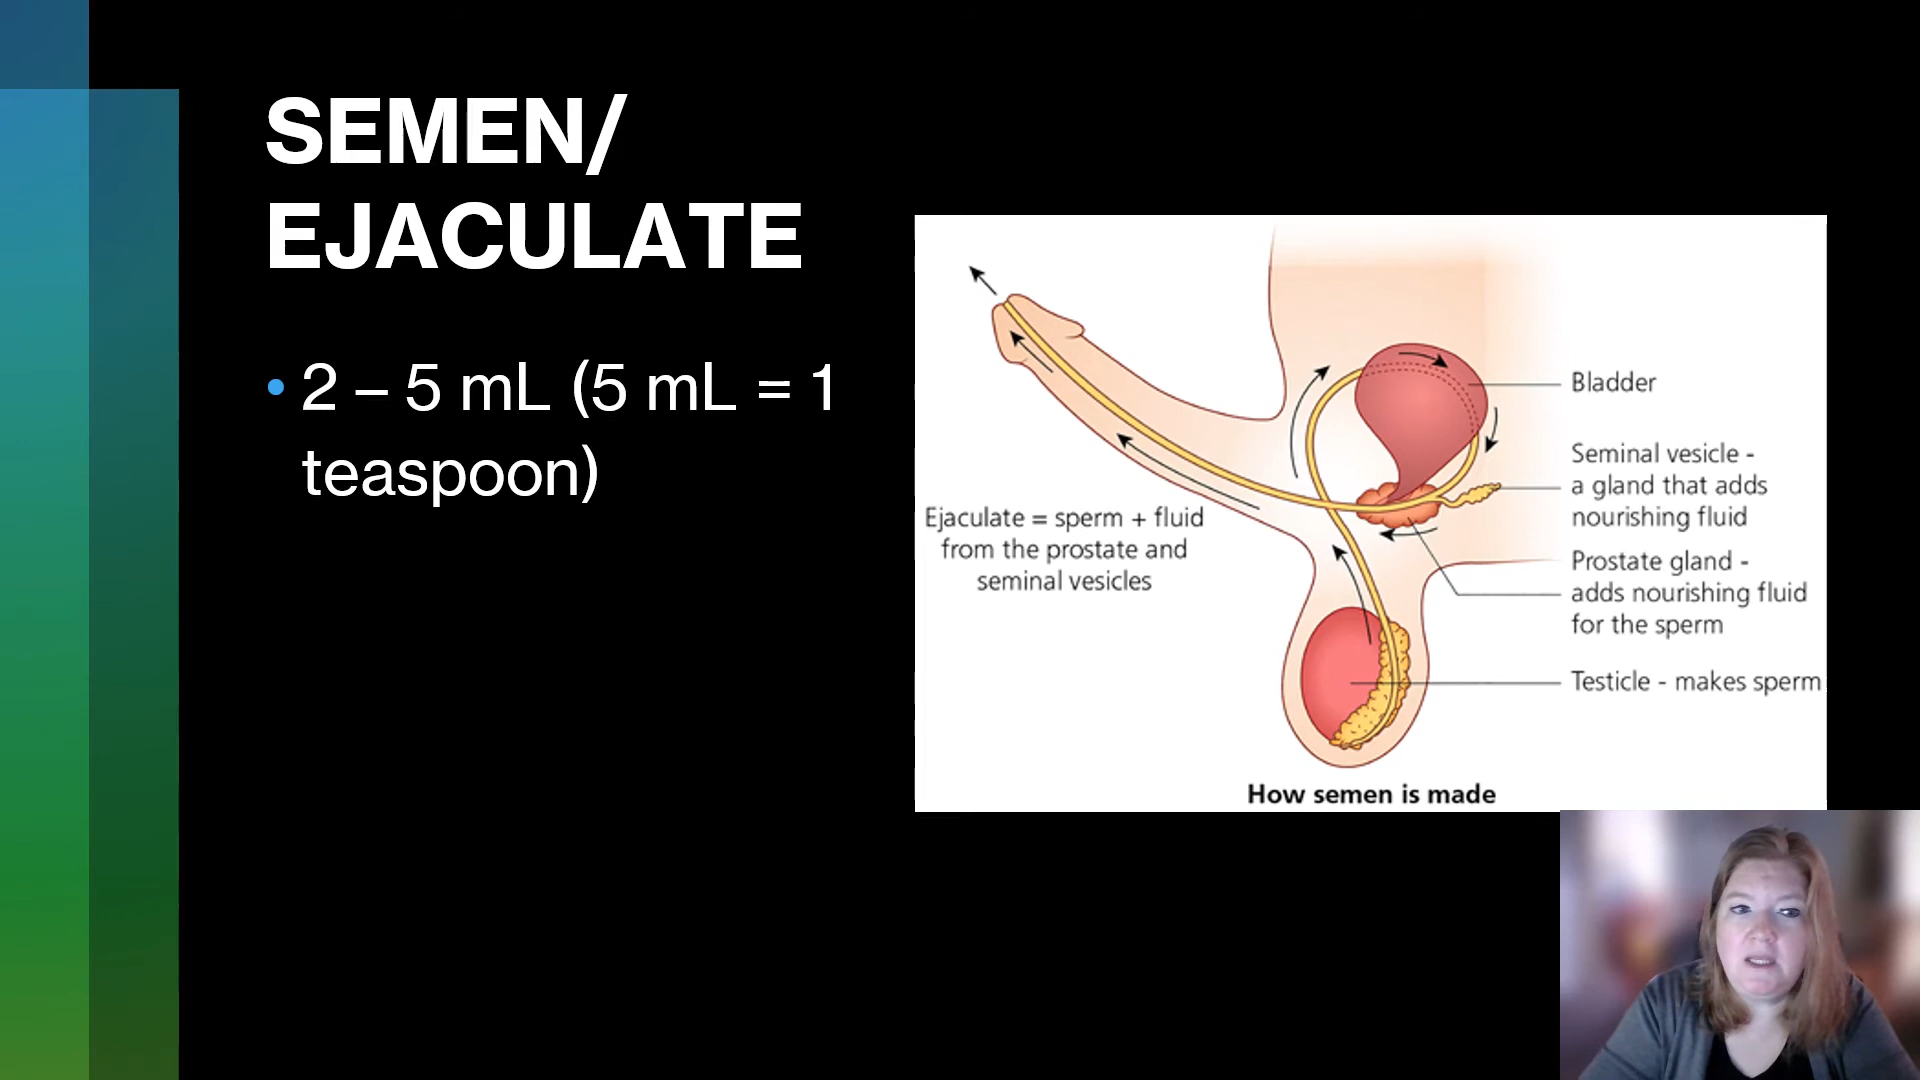 SEMEN/
EJACULATE
• 2 – 5 mL (5 mL = 1
teaspoon)
Bladder
Seminal vesicle -
a gland that adds
nourishing fluid
Ejaculate = sperm + fluid
from the prostate and
seminal vesicles
Prostate gland -
adds nourishing fluid
for the sperm
Testicle - makes sperm
How semen is made